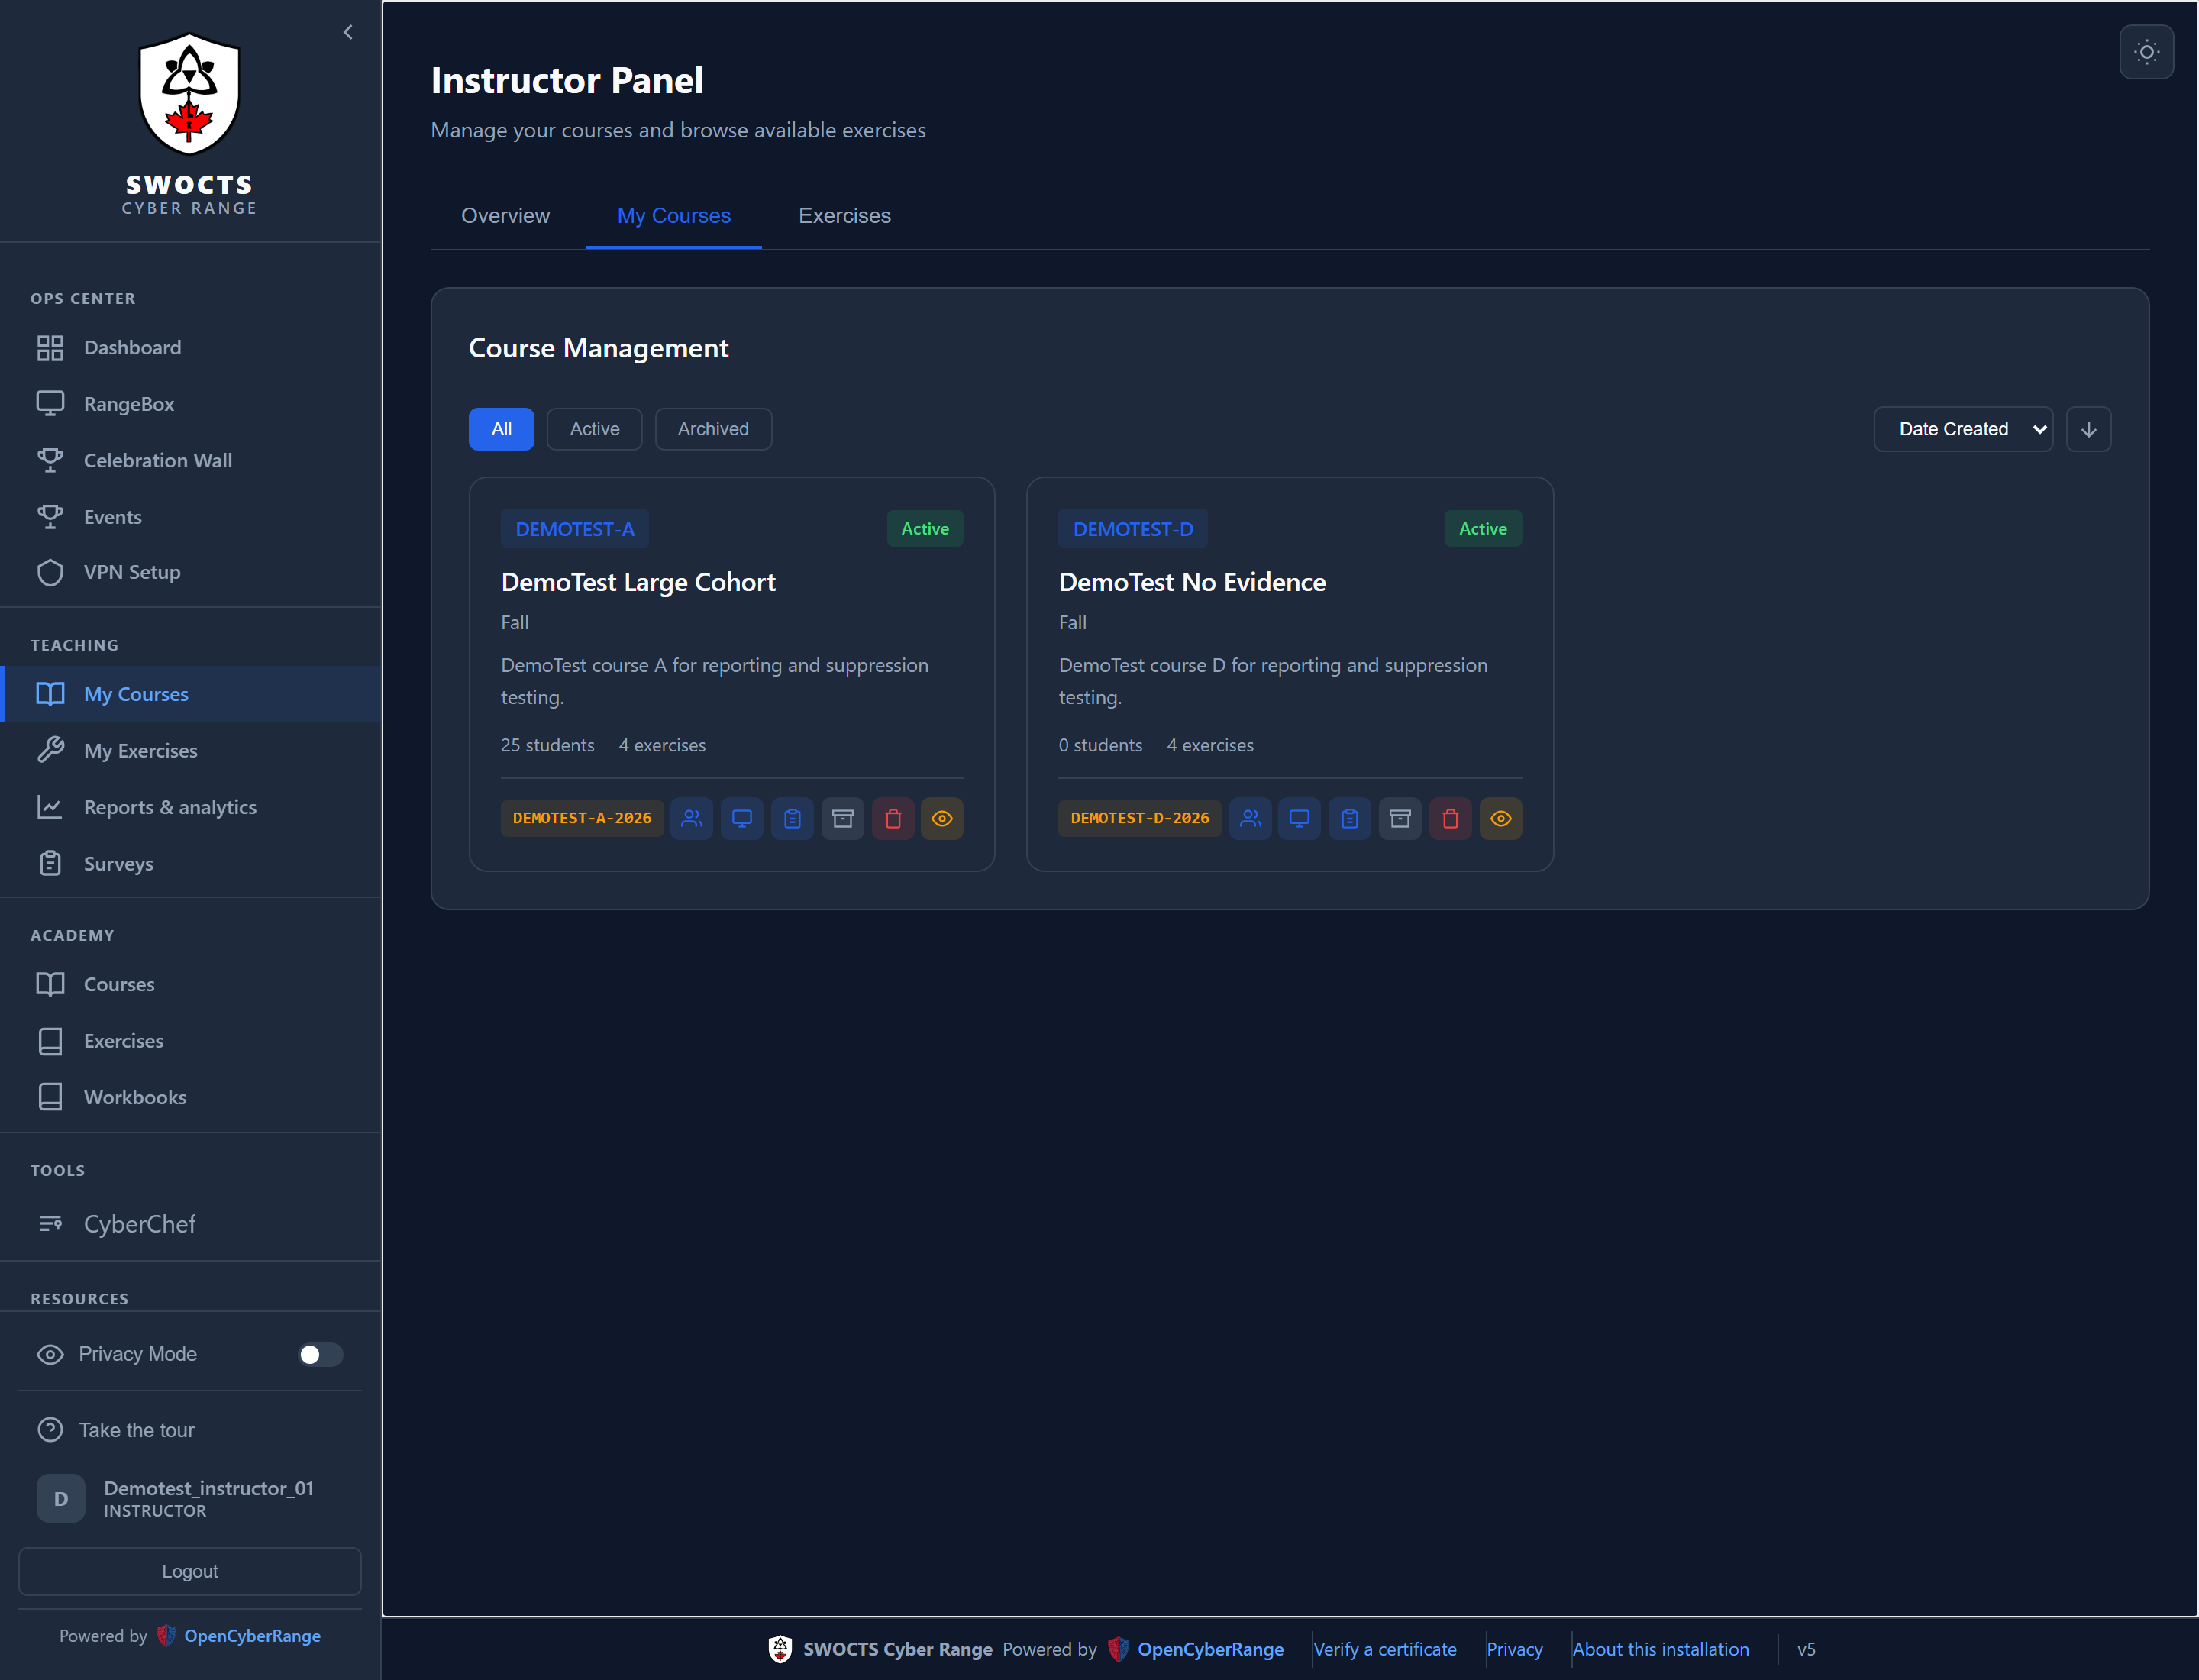 SWOCTS
CYBER RANGE
OPS CENTER
Dashboard
RangeBox
Celebration Wall
Events
VPN Setup
TEACHING
My Courses
My Exercises
Reports & analytics
Surveys
ACADEMY
Courses
Exercises
Workbooks
TOOLS
CyberChef
RESOURCES
Privacy Mode
Take the tour
D
Demotest_instructor_01
INSTRUCTOR
Logout
Powered by OpenCyberRange
Instructor Panel
Manage your courses and browse available exercises
Overview My Courses Exercises
Course Management
All Active Archived Date Created
DEMOTEST-A Active
DemoTest Large Cohort
Fall
DemoTest course A for reporting and suppression
testing.
25 students 4 exercises
DEMOTEST-A-2026
DEMOTEST-D Active
DemoTest No Evidence
Fall
DemoTest course D for reporting and suppression
testing.
0 students 4 exercises
DEMOTEST-D-2026
SWOCTS Cyber Range Powered by OpenCyberRange Verify a certificate Privacy About this installation v5